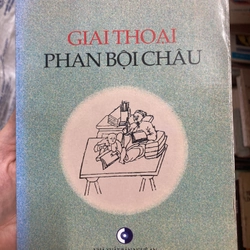 GIAI THOẠI
PHAN BỘI CHÂU